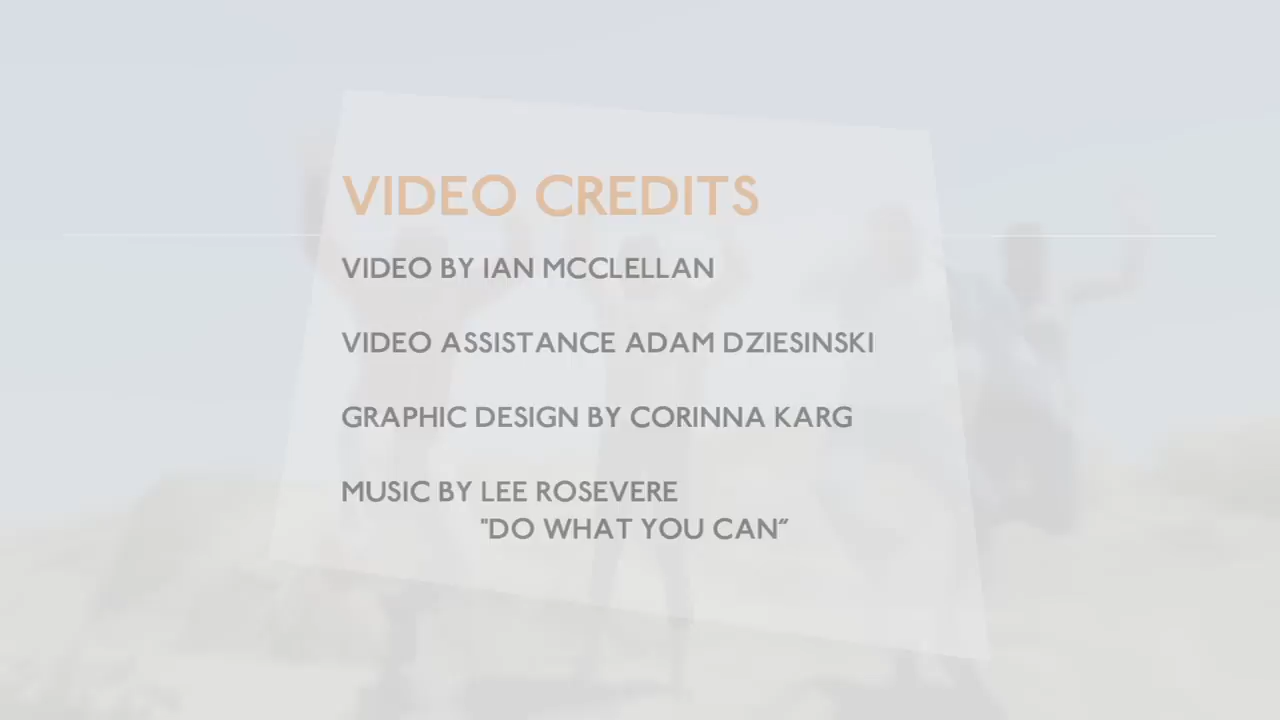 VIDEO CREDITS
VIDEO BY IAN MCCLELLAN
VIDEO ASSISTANCE ADAM DZIESINSKI
GRAPHIC DESIGN BY CORINNA KARG
MUSIC BY LEE ROSEVERE
"DO WHAT YOU CAN”